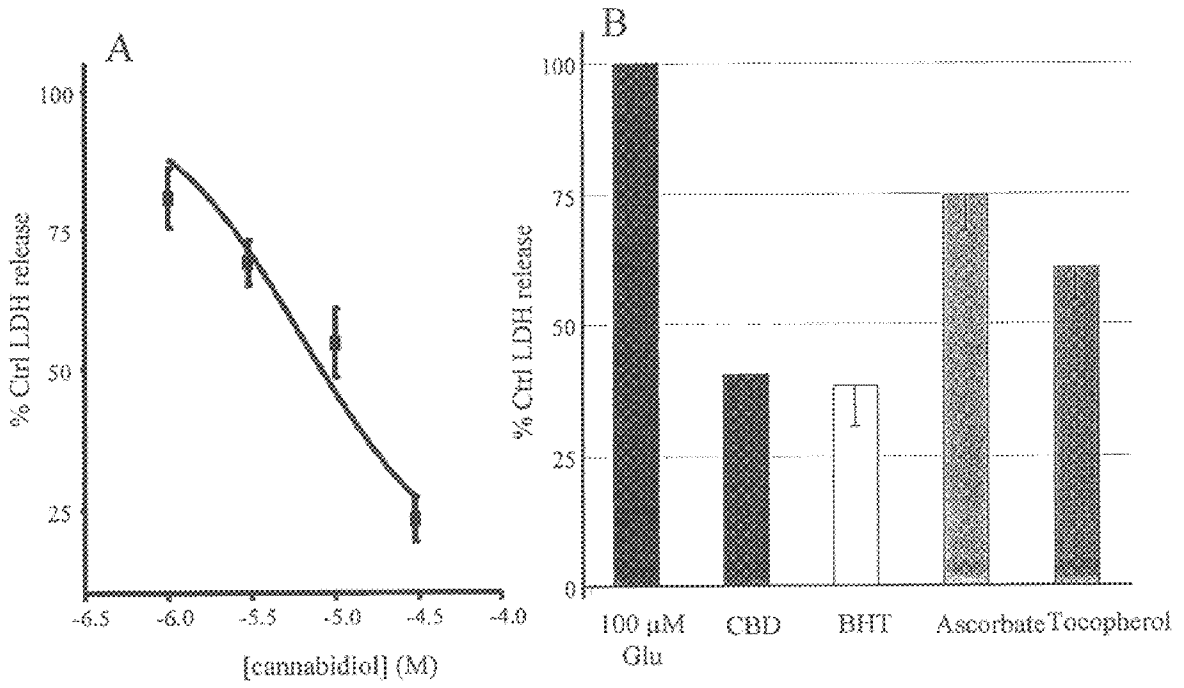 A
% Ctrl LDH release
100
75
50
25
-6.5 -6.0 -5.5 -5.0 -4.5 -4.0
[cannabidiol] (M)
B
% Ctrl LDH release
100
75
50
25
0
100 μM CBD BHT Ascorbate Tocopherol
Glu